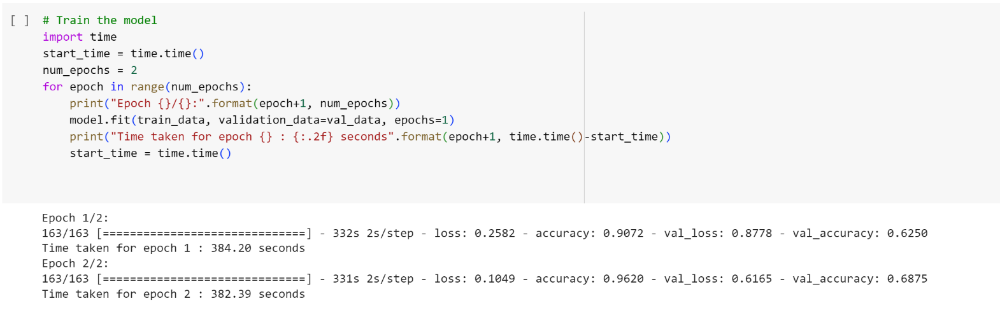 [ ] # Train the model
import time
start_time = time.time()
num_epochs = 2
for epoch in range(num_epochs):
    print("Epoch {}/{}:".format(epoch+1, num_epochs))
    model.fit(train_data, validation_data=val_data, epochs=1)
    print("Time taken for epoch {} : {:.2f} seconds".format(epoch+1, time.time()-start_time))
    start_time = time.time()
Epoch 1/2:
163/163 [==============================] - 332s 2s/step - loss: 0.2582 - accuracy: 0.9072 - val_loss: 0.8778 - val_accuracy: 0.6250
Time taken for epoch 1 : 384.20 seconds
Epoch 2/2:
163/163 [==============================] - 331s 2s/step - loss: 0.1049 - accuracy: 0.9620 - val_loss: 0.6165 - val_accuracy: 0.6875
Time taken for epoch 2 : 382.39 seconds